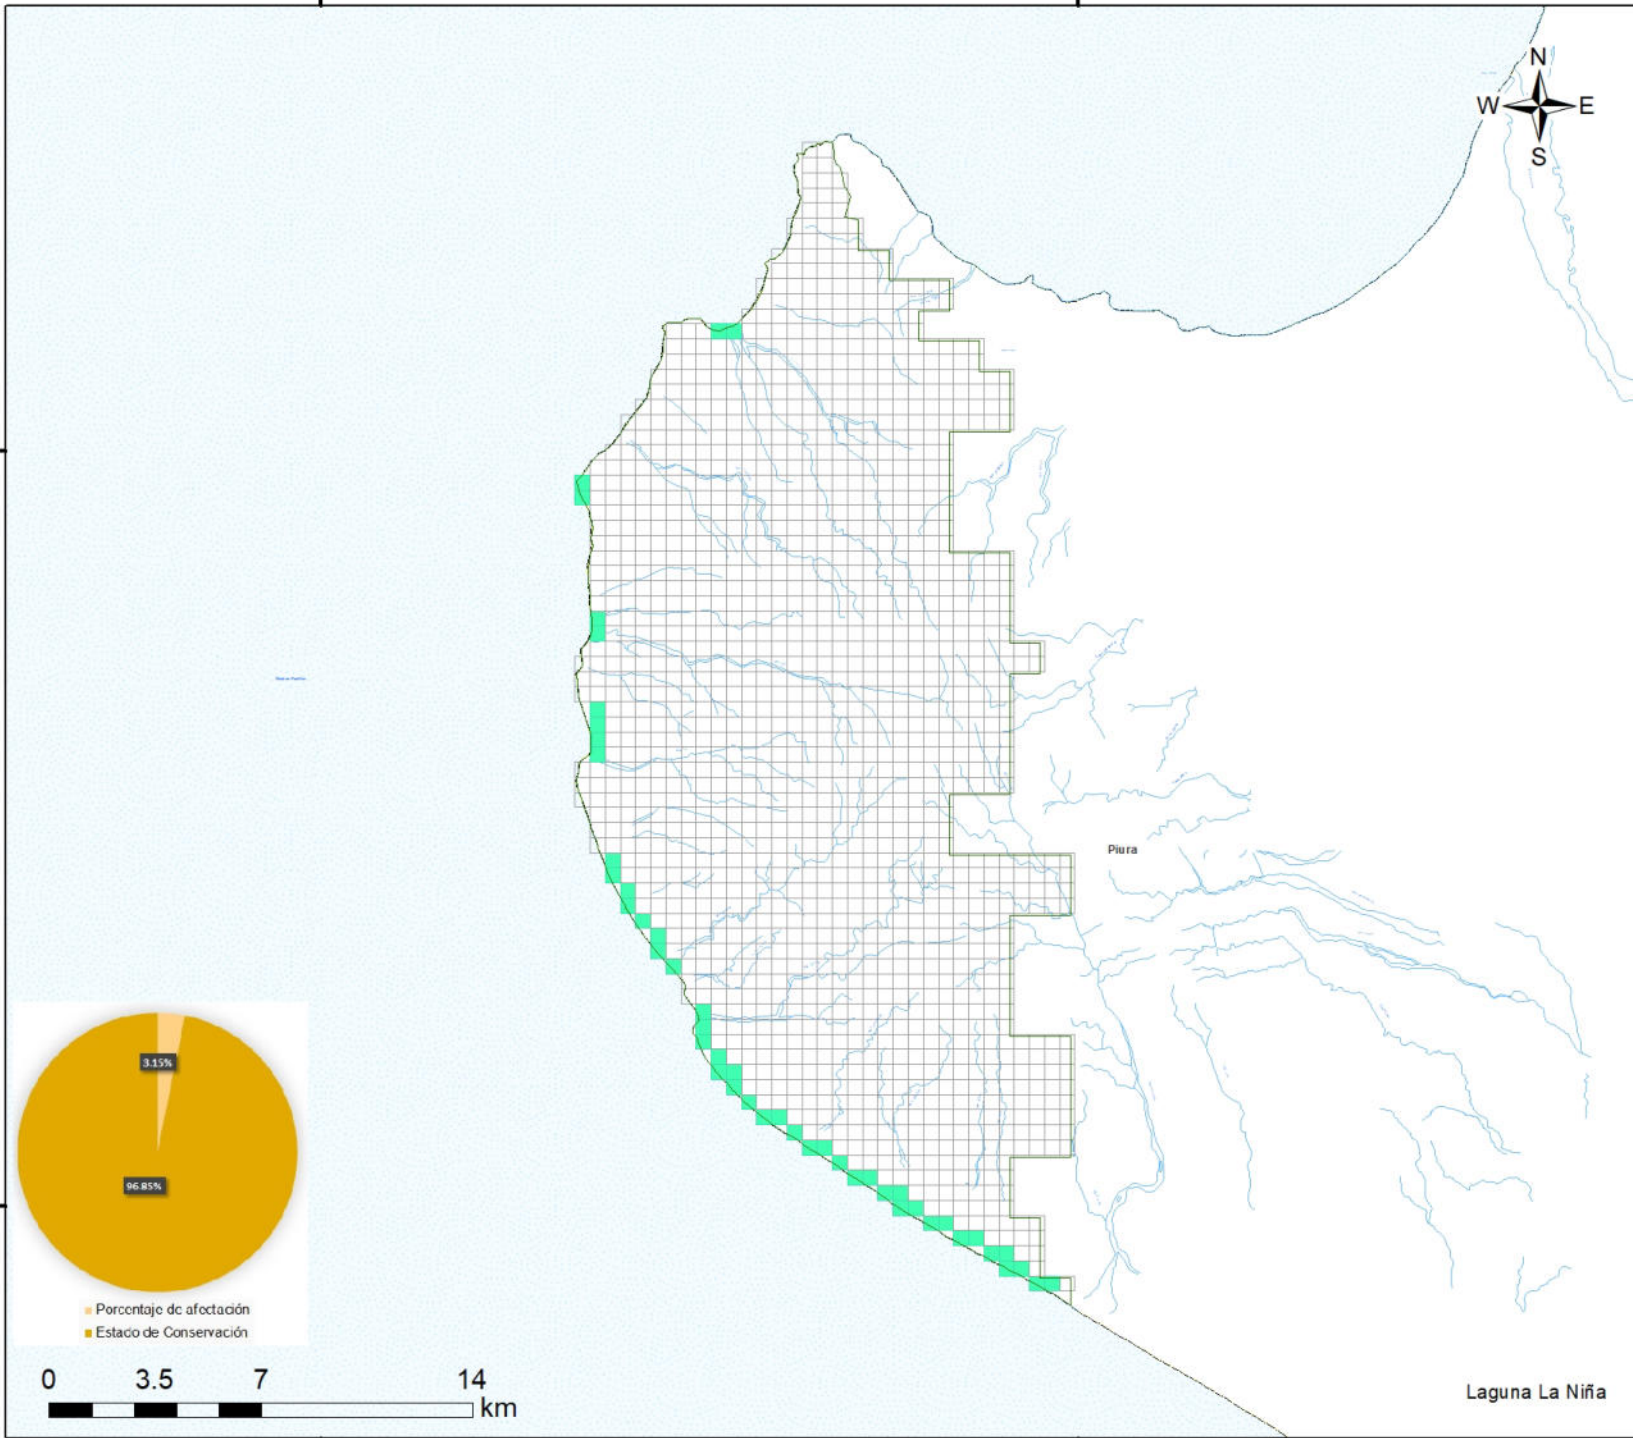 N
W E
S
Piura
3.15%
96.85%
Porcentaje de afectación
Estado de Conservación
0 3.5 7 14
km
Laguna La Niña